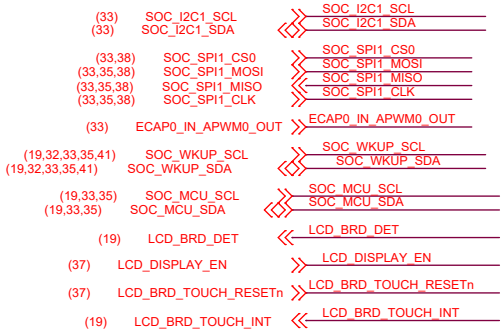 (33) SOC_I2C1_SCL SOC_I2C1_SCL
(33) SOC_I2C1_SDA SOC_I2C1_SDA
(33,38) SOC_SPI1_CS0 SOC_SPI1_CS0
(33,35,38) SOC_SPI1_MOSI SOC_SPI1_MOSI
(33,35,38) SOC_SPI1_MISO SOC_SPI1_MISO
(33,35,38) SOC_SPI1_CLK SOC_SPI1_CLK
(33) ECAP0_IN_APWM0_OUT ECAP0_IN_APWM0_OUT
(19,32,33,35,41) SOC_WKUP_SCL SOC_WKUP_SCL
(19,32,33,35,41) SOC_WKUP_SDA SOC_WKUP_SDA
(19,33,35) SOC_MCU_SCL SOC_MCU_SCL
(19,33,35) SOC_MCU_SDA SOC_MCU_SDA
(19) LCD_BRD_DET LCD_BRD_DET
(37) LCD_DISPLAY_EN LCD_DISPLAY_EN
(37) LCD_BRD_TOUCH_RESETn LCD_BRD_TOUCH_RESETn
(19) LCD_BRD_TOUCH_INT LCD_BRD_TOUCH_INT